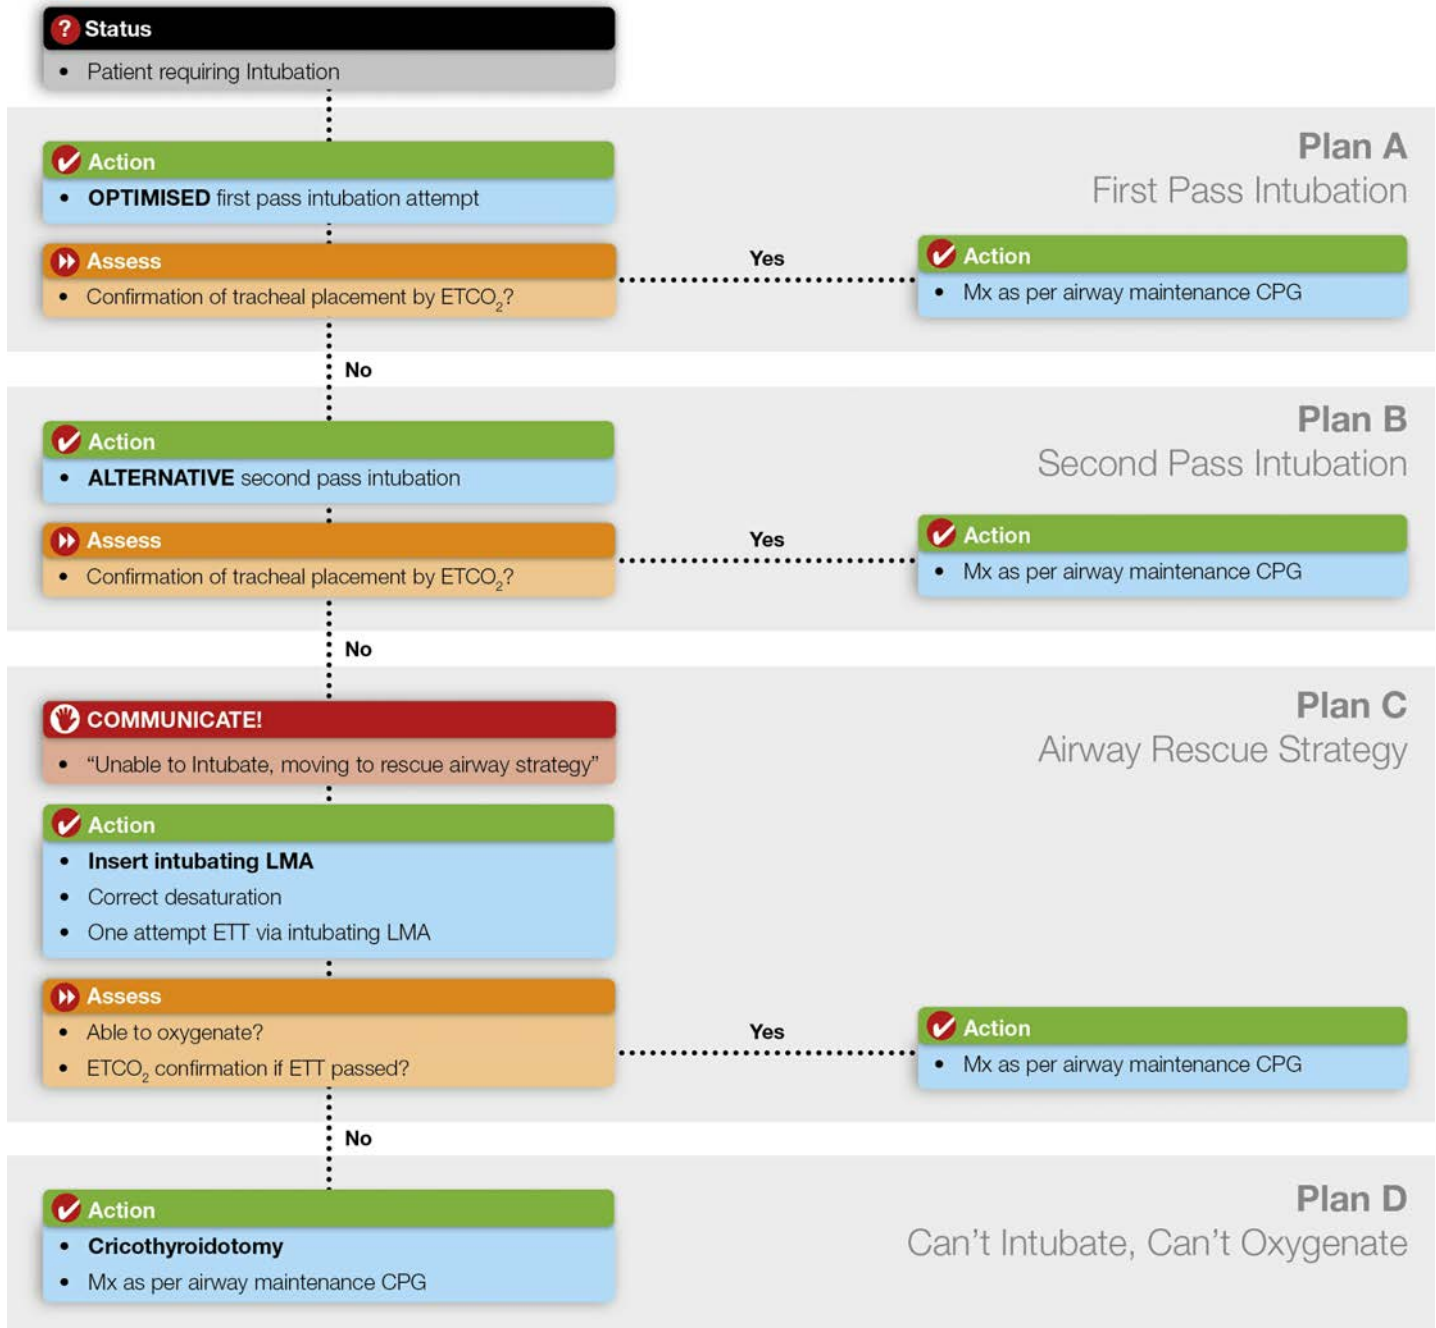 Status
• Patient requiring Intubation
Plan A
First Pass Intubation
Action
• OPTIMISED first pass intubation attempt
Assess
• Confirmation of tracheal placement by ETCO₂?
Yes
Action
• Mx as per airway maintenance CPG
No
Plan B
Second Pass Intubation
Action
• ALTERNATIVE second pass intubation
Assess
• Confirmation of tracheal placement by ETCO₂?
Yes
Action
• Mx as per airway maintenance CPG
No
Plan C
Airway Rescue Strategy
COMMUNICATE!
• “Unable to Intubate, moving to rescue airway strategy”
Action
• Insert intubating LMA
• Correct desaturation
• One attempt ETT via intubating LMA
Assess
• Able to oxygenate?
• ETCO₂ confirmation if ETT passed?
Yes
Action
• Mx as per airway maintenance CPG
No
Plan D
Can’t Intubate, Can’t Oxygenate
Action
• Cricothyroidotomy
• Mx as per airway maintenance CPG